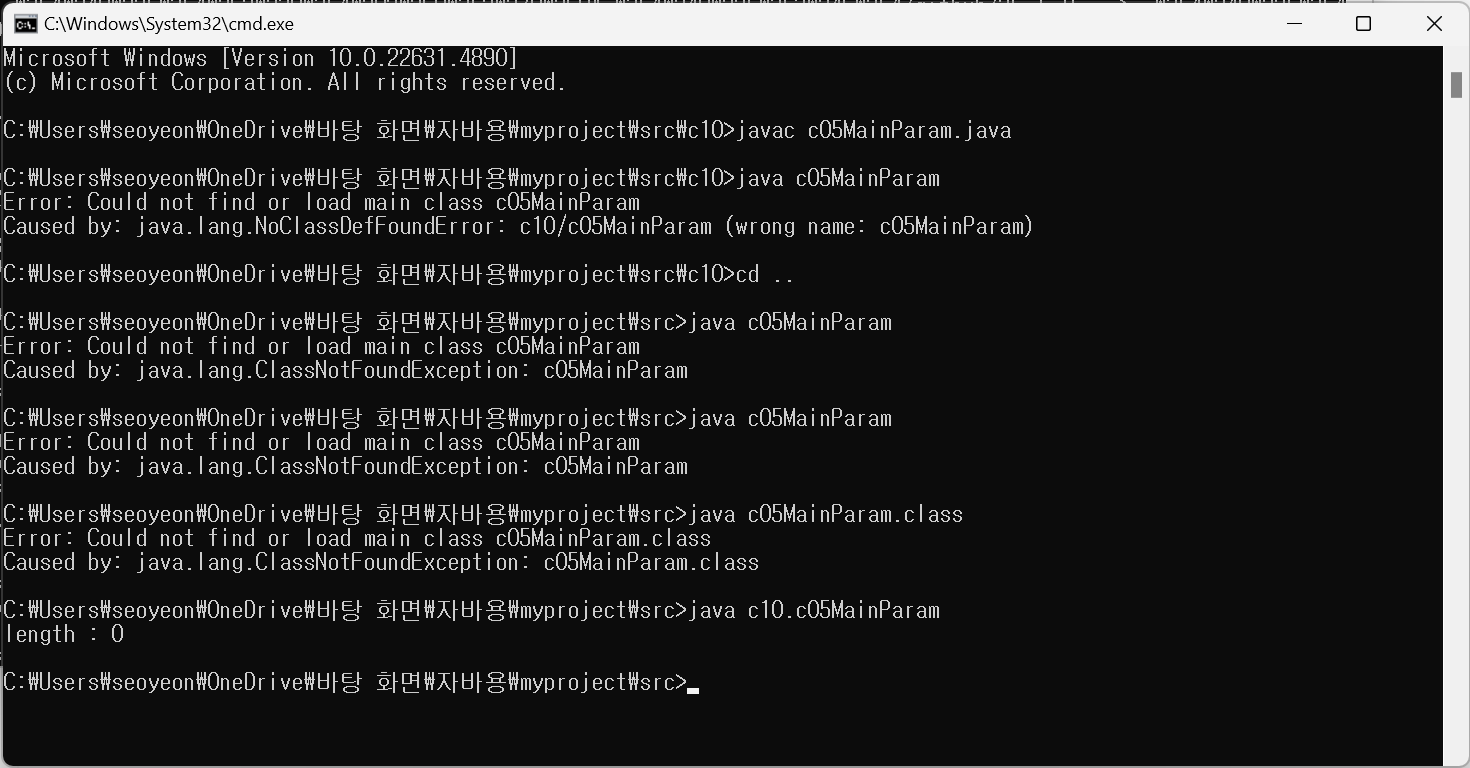 C:\Windows\System32\cmd.exe
Microsoft Windows [Version 10.0.22631.4890]
(c) Microsoft Corporation. All rights reserved.
C:₩Users₩seoyeon₩OneDrive₩바탕 화면₩자바용₩myproject₩src₩c10>javac c05MainParam.java
C:₩Users₩seoyeon₩OneDrive₩바탕 화면₩자바용₩myproject₩src₩c10>java c05MainParam
Error: Could not find or load main class c05MainParam
Caused by: java.lang.NoClassDefFoundError: c10/c05MainParam (wrong name: c05MainParam)
C:₩Users₩seoyeon₩OneDrive₩바탕 화면₩자바용₩myproject₩src₩c10>cd ..
C:₩Users₩seoyeon₩OneDrive₩바탕 화면₩자바용₩myproject₩src>java c05MainParam
Error: Could not find or load main class c05MainParam
Caused by: java.lang.ClassNotFoundException: c05MainParam
C:₩Users₩seoyeon₩OneDrive₩바탕 화면₩자바용₩myproject₩src>java c05MainParam
Error: Could not find or load main class c05MainParam
Caused by: java.lang.ClassNotFoundException: c05MainParam
C:₩Users₩seoyeon₩OneDrive₩바탕 화면₩자바용₩myproject₩src>java c05MainParam.class
Error: Could not find or load main class c05MainParam.class
Caused by: java.lang.ClassNotFoundException: c05MainParam.class
C:₩Users₩seoyeon₩OneDrive₩바탕 화면₩자바용₩myproject₩src>java c10.c05MainParam
length : 0
C:₩Users₩seoyeon₩OneDrive₩바탕 화면₩자바용₩myproject₩src>